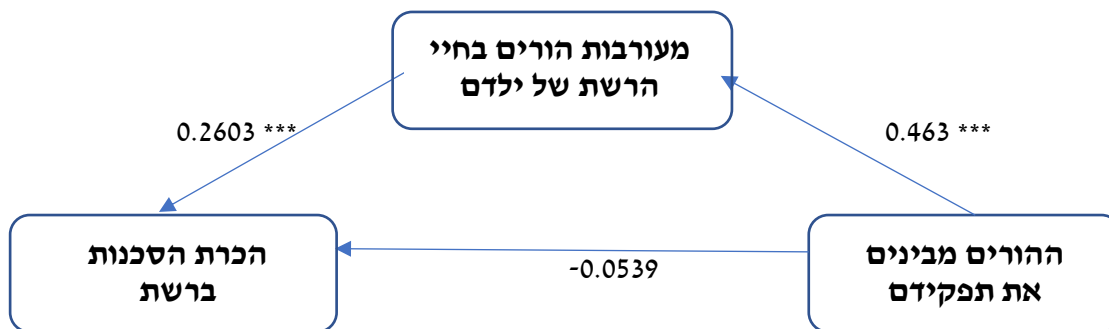 מעורבות הורים בחיי
הרשת של ילדם
0.463 ***
0.2603 ***
ההורים מבינים
את תפקידם
-0.0539
הכרת הסכנות
ברשת